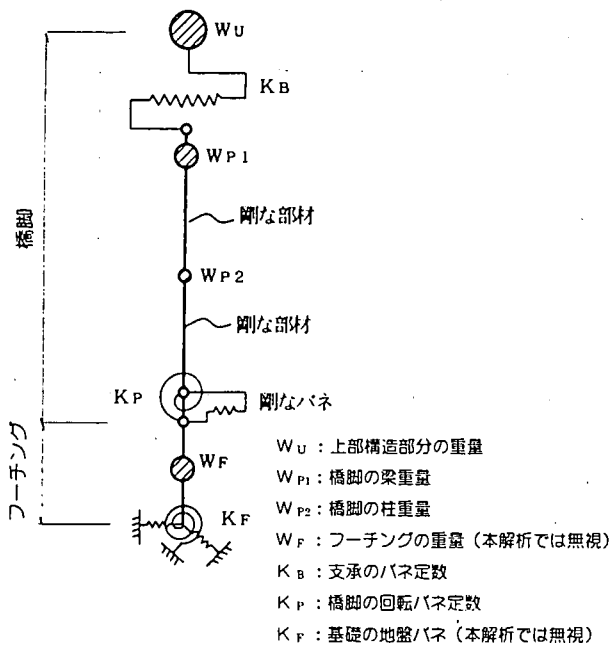 WU
KB
WP1
剛な部材
橋脚
WP2
剛な部材
KP
剛なバネ
フーチング
WF
KF
WU：上部構造部分の重量
WP1：橋脚の梁重量
WP2：橋脚の柱重量
WF：フーチングの重量（本解析では無視）
KB：支承のバネ定数
KP：橋脚の回転バネ定数
KF：基礎の地盤バネ（本解析では無視）